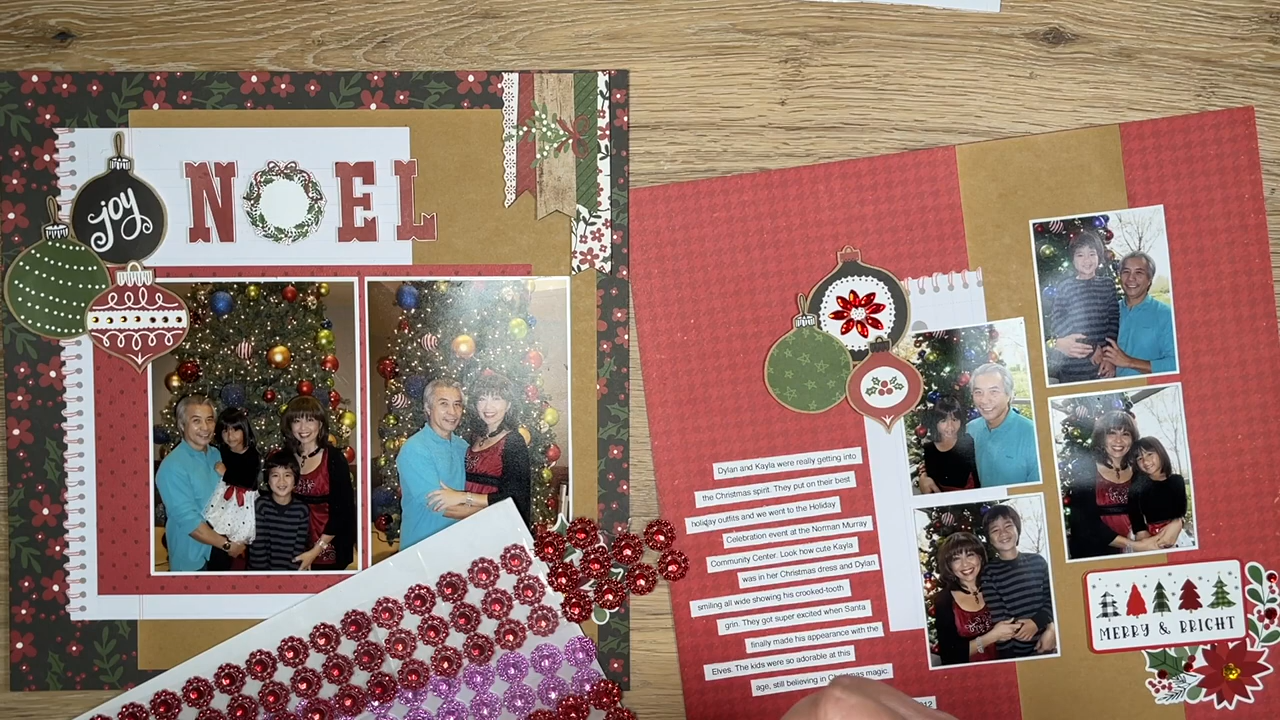 joy
NOEL
Dylan and Kayla were really getting into
the Christmas spirit. They put on their best
holiday outfits and we went to the Holiday
Celebration event at the Norman Murray
Community Center. Look how cute Kayla
was in her Christmas dress and Dylan
smiling all wide showing his crooked-tooth
grin. They got super excited when Santa
finally made his appearance with the
Elves. The kids were so adorable at this
age, still believing in Christmas magic.
MERRY & BRIGHT